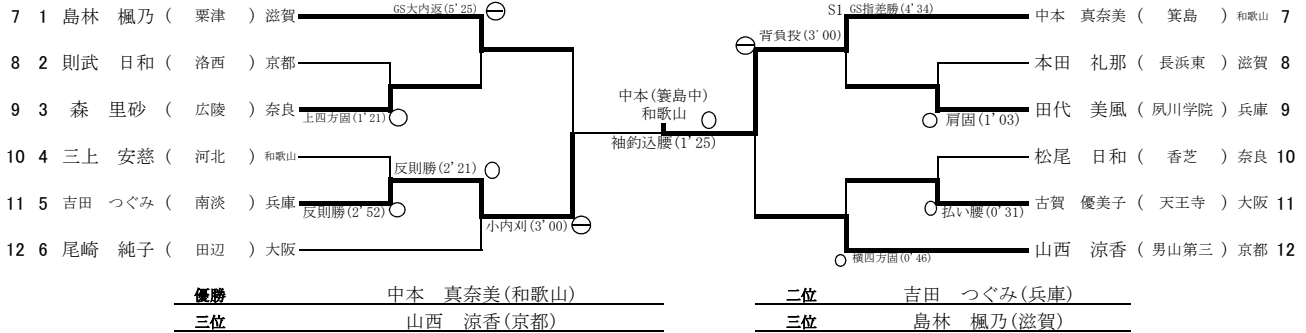 7 1 島林 楓乃 ( 栗津 ) 滋賀
GS大内返(5'25)
8 2 則武 日和 ( 洛西 ) 京都
9 3 森 里砂 ( 広陵 ) 奈良
上四方固(1'21)
10 4 三上 安慈 ( 河北 ) 和歌山
反則勝(2'21)
11 5 吉田 つぐみ ( 南淡 ) 兵庫
反則勝(2'52)
小内刈(3'00)
12 6 尾崎 純子 ( 田辺 ) 大阪
中本(簑島中)
和歌山
袖釣込腰(1'25)
S1 GS指差勝(4'34)
中本 真奈美 ( 箕島 ) 和歌山 7
背負投(3'00)
本田 礼那 ( 長浜東 ) 滋賀 8
田代 美風 ( 夙川学院 ) 兵庫 9
肩固(1'03)
松尾 日和 ( 香芝 ) 奈良 10
古賀 優美子 ( 天王寺 ) 大阪 11
払い腰(0'31)
山西 涼香 ( 男山第三 ) 京都 12
横四方固(0'46)
優勝 中本 真奈美(和歌山)
二位 吉田 つぐみ(兵庫)
三位 山西 涼香(京都)
三位 島林 楓乃(滋賀)